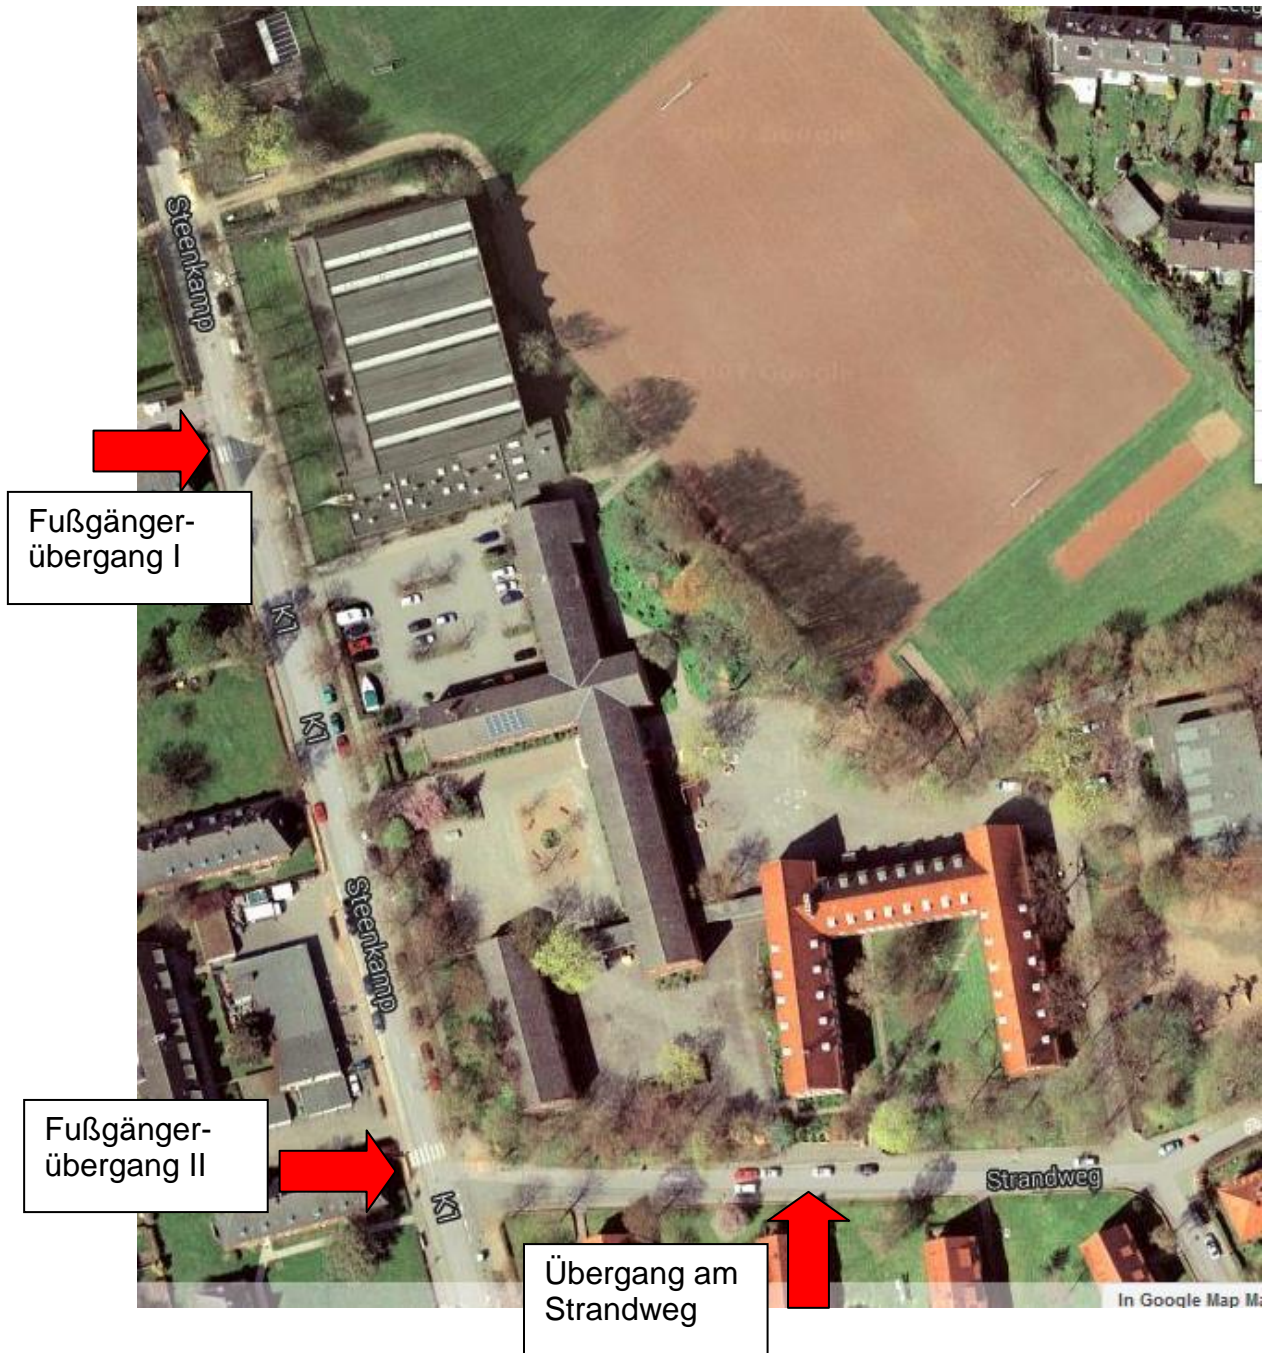 Steenkamp
Fußgänger-
übergang I
K1
K1
Steenkamp
Fußgänger-
übergang II
K1
Strandweg
Übergang am
Strandweg
In Google Map Ma